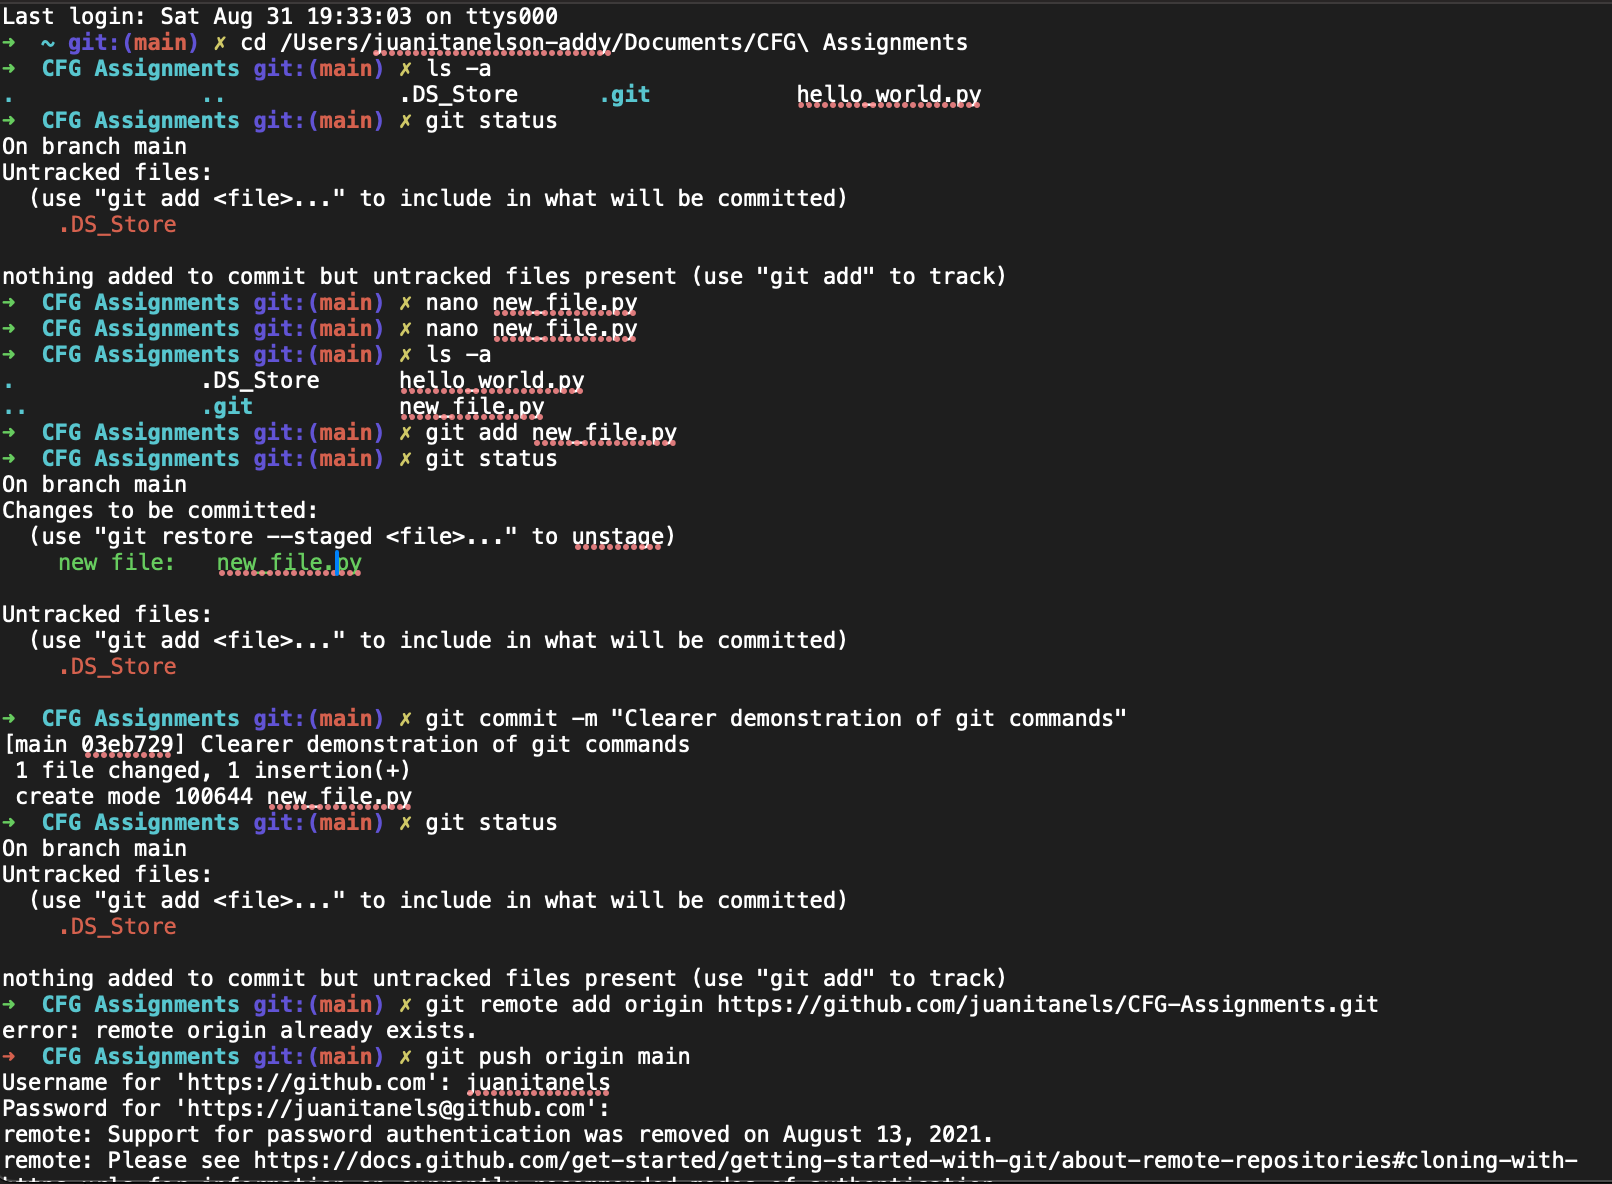 Last login: Sat Aug 31 19:33:03 on ttys000
→ ~ git:(main) ✗ cd /Users/juanitanelson-addy/Documents/CFG\ Assignments
→ CFG Assignments git:(main) ✗ ls -a
. .. .DS_Store .git hello_world.py
→ CFG Assignments git:(main) ✗ git status
On branch main
Untracked files:
(use "git add <file>..." to include in what will be committed)
.DS_Store
nothing added to commit but untracked files present (use "git add" to track)
→ CFG Assignments git:(main) ✗ nano new_file.py
→ CFG Assignments git:(main) ✗ nano new_file.py
→ CFG Assignments git:(main) ✗ ls -a
. .DS_Store hello_world.py
.. .git new_file.py
→ CFG Assignments git:(main) ✗ git add new_file.py
→ CFG Assignments git:(main) ✗ git status
On branch main
Changes to be committed:
(use "git restore --staged <file>..." to unstage)
new file: new_file.py
Untracked files:
(use "git add <file>..." to include in what will be committed)
.DS_Store
→ CFG Assignments git:(main) ✗ git commit -m "Clearer demonstration of git commands"
[main 03eb729] Clearer demonstration of git commands
1 file changed, 1 insertion(+)
create mode 100644 new_file.py
→ CFG Assignments git:(main) ✗ git status
On branch main
Untracked files:
(use "git add <file>..." to include in what will be committed)
.DS_Store
nothing added to commit but untracked files present (use "git add" to track)
→ CFG Assignments git:(main) ✗ git remote add origin https://github.com/juanitanels/CFG-Assignments.git
error: remote origin already exists.
→ CFG Assignments git:(main) ✗ git push origin main
Username for 'https://github.com': juanitanels
Password for 'https://juanitanels@github.com':
remote: Support for password authentication was removed on August 13, 2021.
remote: Please see https://docs.github.com/get-started/getting-started-with-git/about-remote-repositories#cloning-with-
https-urls for information on currently recommended modes of authentication.